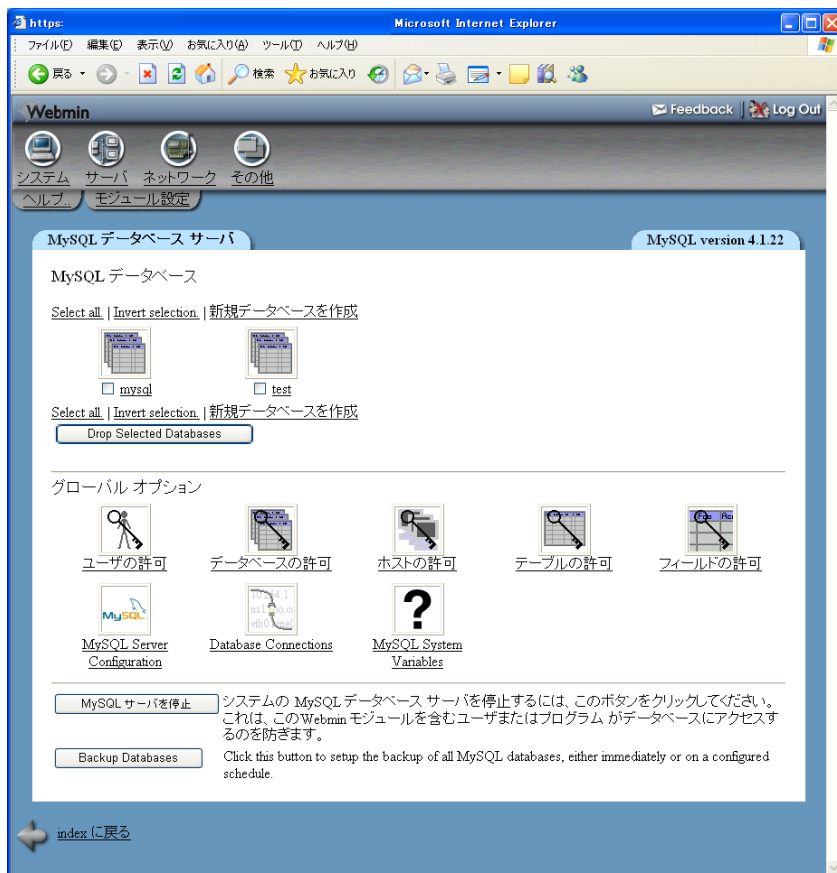 https: Microsoft Internet Explorer
ファイル(F) 編集(E) 表示(V) お気に入り(A) ツール(T) ヘルプ(H)
戻る 検索 お気に入り
Webmin Feedback Log Out
システム サーバ ネットワーク その他
ヘルプ.. モジュール設定
MySQL データベース サーバ MySQL version 4.1.22
MySQL データベース
Select all. | Invert selection. | 新規データベースを作成
mysql test
Select all. | Invert selection. | 新規データベースを作成
Drop Selected Databases
グローバル オプション
ユーザの許可 データベースの許可 ホストの許可 テーブルの許可 フィールドの許可
MySQL
MySQL Server Configuration Database Connections MySQL System Variables
MySQL サーバを停止 システムの MySQL データベース サーバを停止するには、このボタンをクリックしてください。
これは、このWebmin モジュールを含むユーザまたはプログラム がデータベースにアクセスす
るのを防ぎます。
Backup Databases Click this button to setup the backup of all MySQL databases, either immediately or on a configured
schedule.
index に戻る